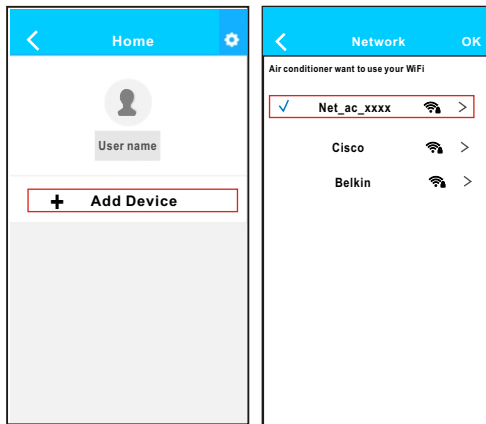 Home
User name
+ Add Device
Network OK
Air conditioner want to use your WiFi
Net_ac_xxxx
Cisco
Belkin